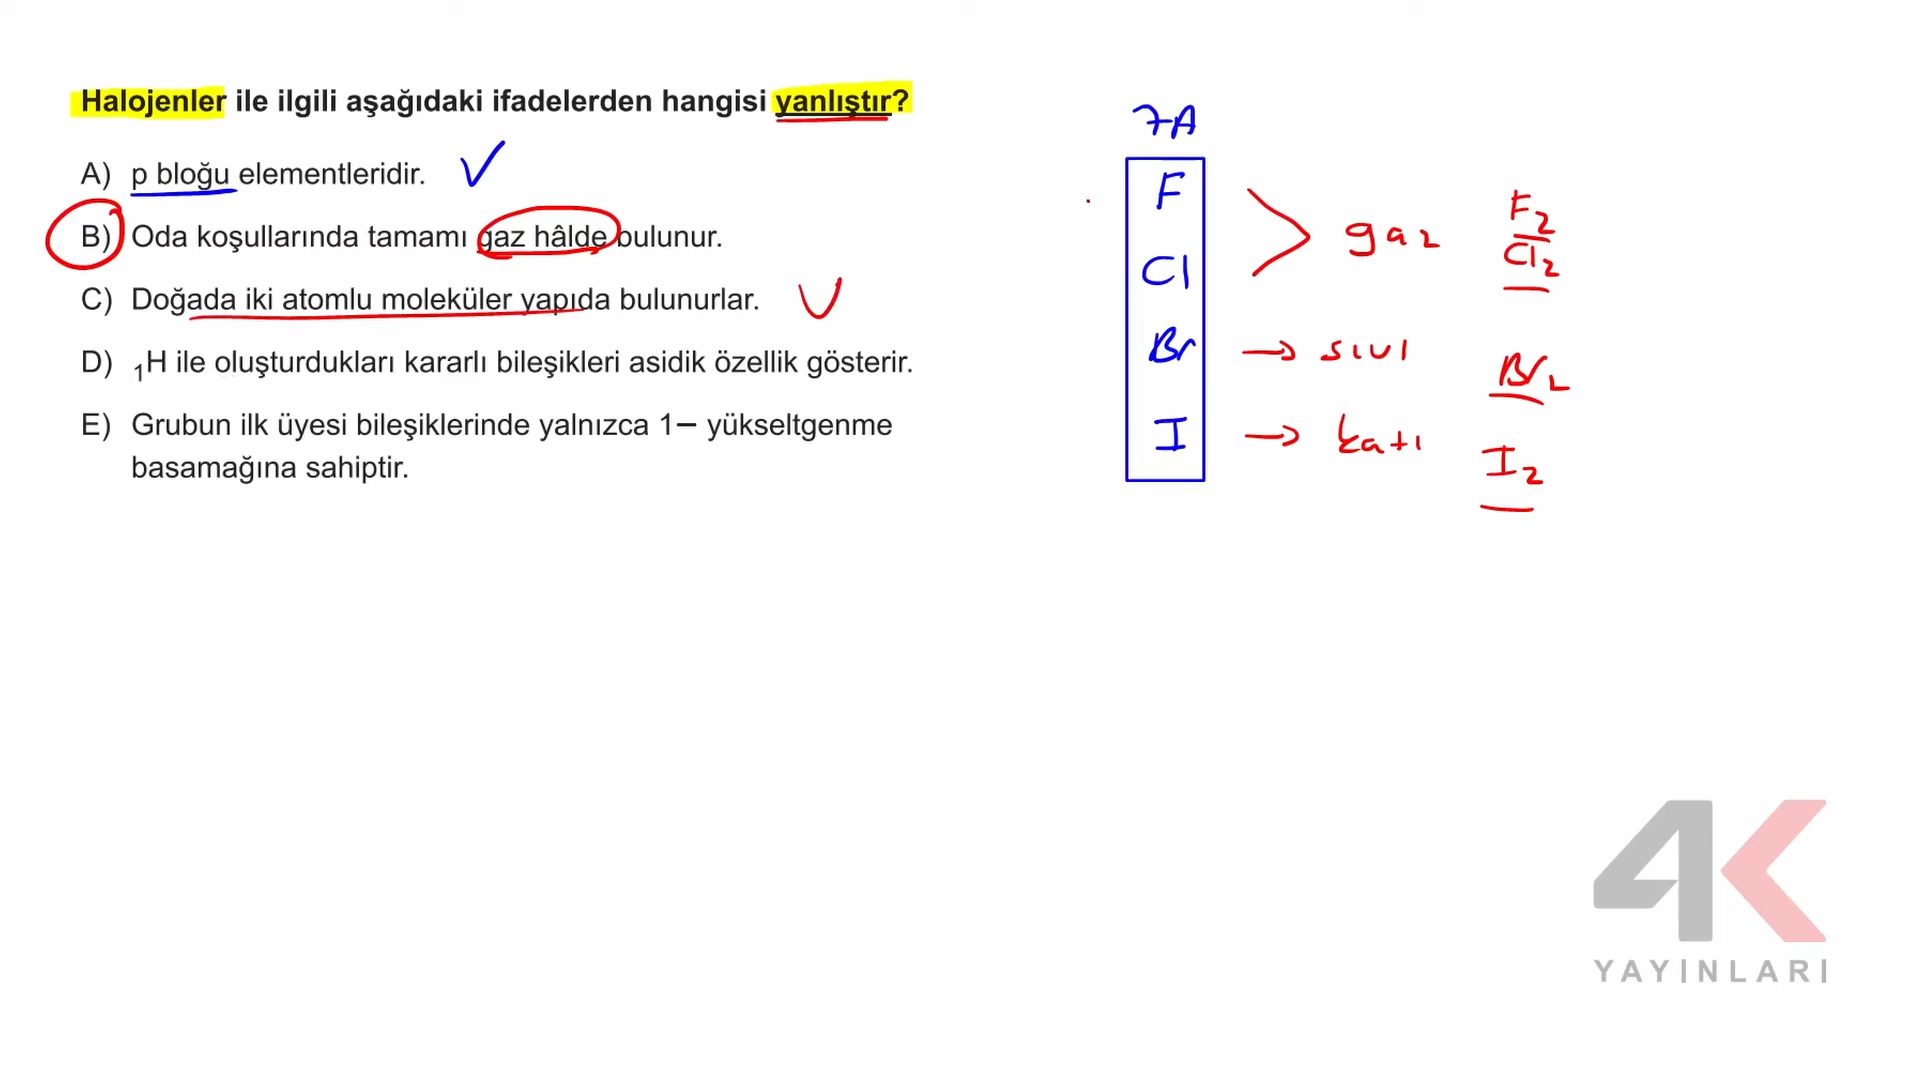 Halojenler ile ilgili aşağıdaki ifadelerden hangisi yanlıştır?
A) p bloğu elementleridir.
B) Oda koşullarında tamamı gaz hâlde bulunur.
C) Doğada iki atomlu moleküler yapıda bulunurlar.
D) ₁H ile oluşturdukları kararlı bileşikleri asidik özellik gösterir.
E) Grubun ilk üyesi bileşiklerinde yalnızca 1− yükseltgenme
basamağına sahiptir.
7A
F
Cl
Br
I
gaz
→ sıvı
→ katı
F₂
Cl₂
Br₂
I₂
4K
YAYINLARI